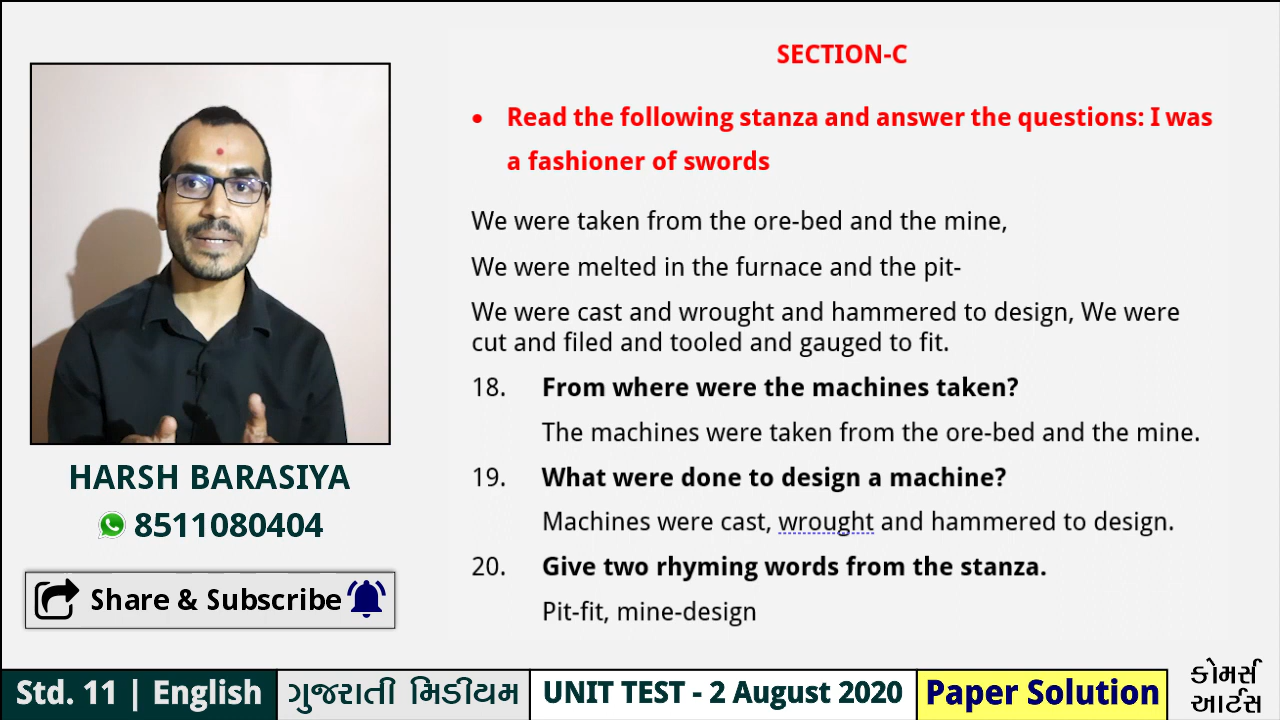 SECTION-C
• Read the following stanza and answer the questions: I was
a fashioner of swords
We were taken from the ore-bed and the mine,
We were melted in the furnace and the pit-
We were cast and wrought and hammered to design, We were
cut and filed and tooled and gauged to fit.
18. From where were the machines taken?
The machines were taken from the ore-bed and the mine.
19. What were done to design a machine?
Machines were cast, wrought and hammered to design.
20. Give two rhyming words from the stanza.
Pit-fit, mine-design
HARSH BARASIYA
8511080404
Share & Subscribe
Std. 11 | English
ગુજરાતી મિડીયમ
UNIT TEST - 2 August 2020
Paper Solution
કોમર્સ
આર્ટસ